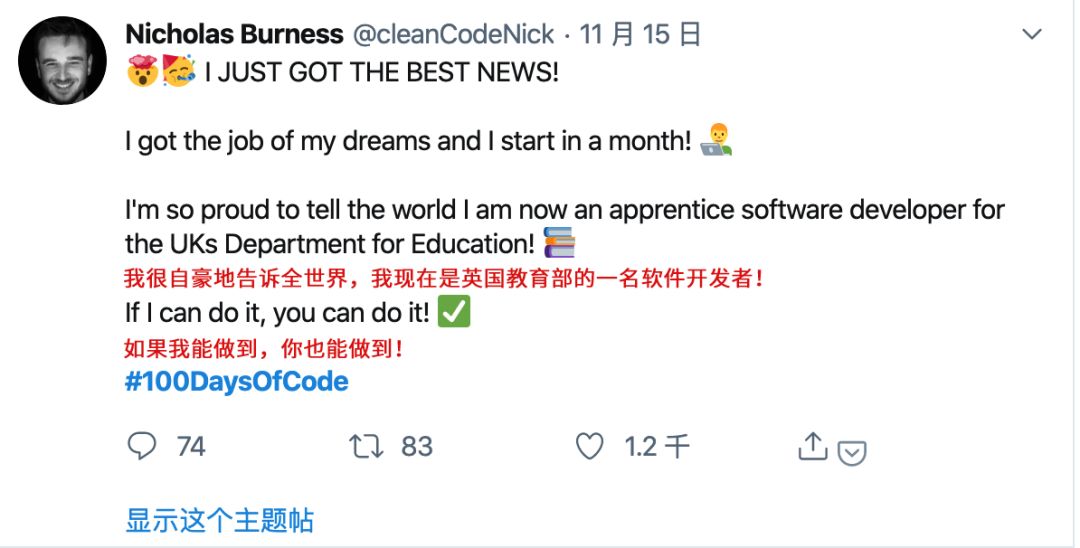 Nicholas Burness @cleanCodeNick · 11 月 15 日
🤯🥳 I JUST GOT THE BEST NEWS!
I got the job of my dreams and I start in a month! 👨‍💻
I'm so proud to tell the world I am now an apprentice software developer for
the UKs Department for Education! 📚
我很自豪地告诉全世界，我现在是英国教育部的一名软件开发者！
If I can do it, you can do it! ✅
如果我能做到，你也能做到！
#100DaysOfCode
74 83 1.2 千
显示这个主题帖